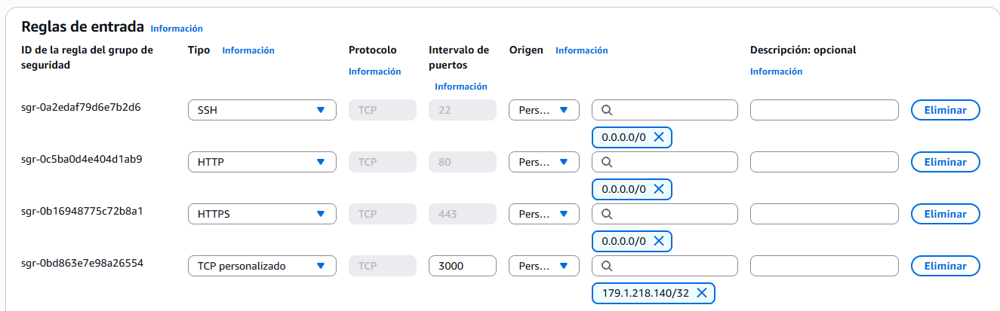 Reglas de entrada Información
ID de la regla del grupo de seguridad
Tipo Información
Protocolo Información
Intervalo de puertos Información
Origen Información
Descripción: opcional Información
sgr-0a2edaf79d6e7b2d6 SSH TCP 22 Pers... Eliminar
0.0.0.0/0
sgr-0c5ba0d4e404d1ab9 HTTP TCP 80 Pers... Eliminar
0.0.0.0/0
sgr-0b16948775c72b8a1 HTTPS TCP 443 Pers... Eliminar
0.0.0.0/0
sgr-0bd863e7e98a26554 TCP personalizado TCP 3000 Pers... Eliminar
179.1.218.140/32